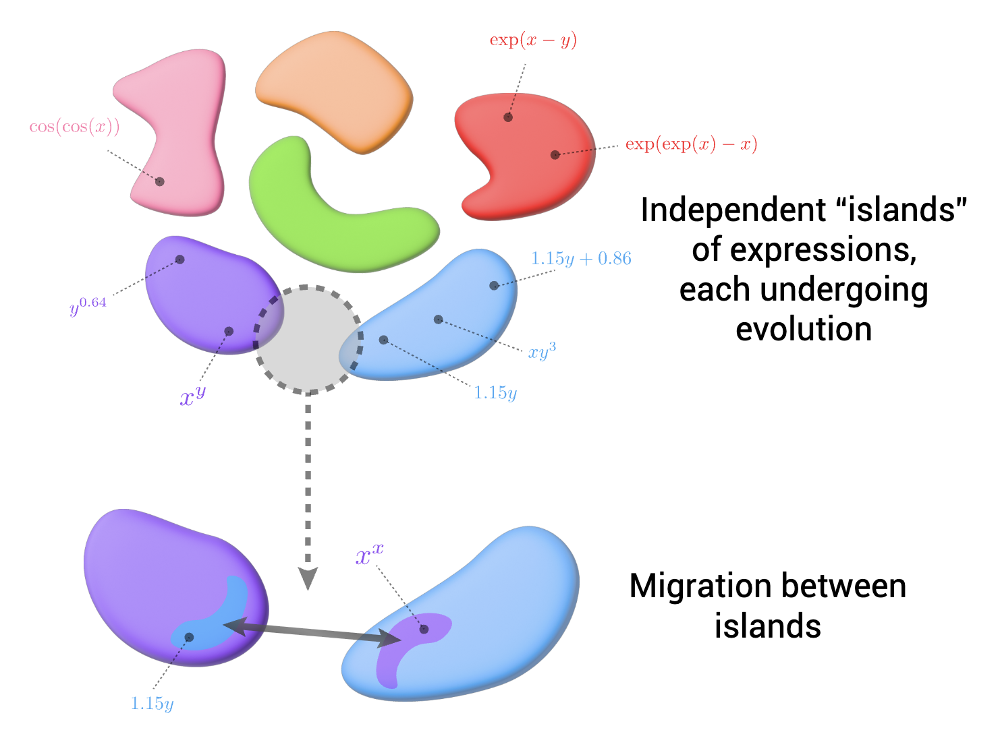 exp(x − y)
cos(cos(x))
exp(exp(x) − x)
Independent “islands”
of expressions,
each undergoing
evolution
1.15y + 0.86
y^{0.64}
xy^3
x^y
1.15y
x^x
Migration between
islands
1.15y